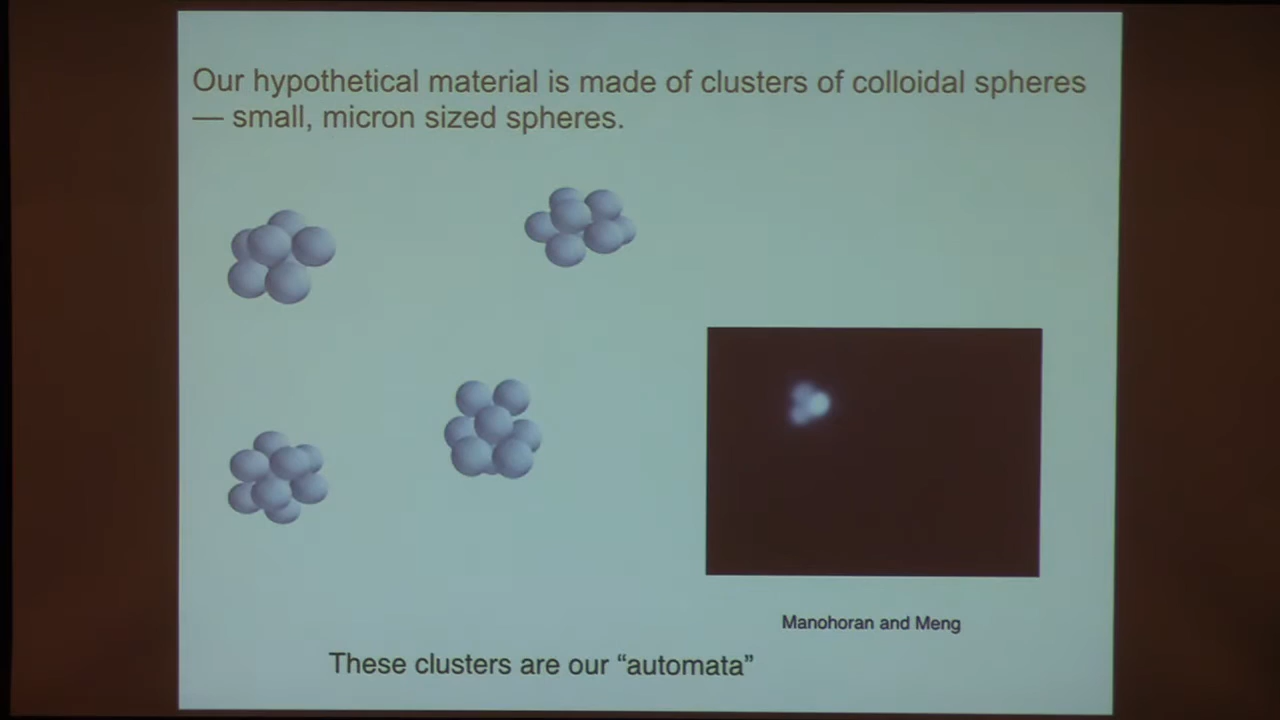 Our hypothetical material is made of clusters of colloidal spheres
— small, micron sized spheres.
Manohoran and Meng
These clusters are our “automata”